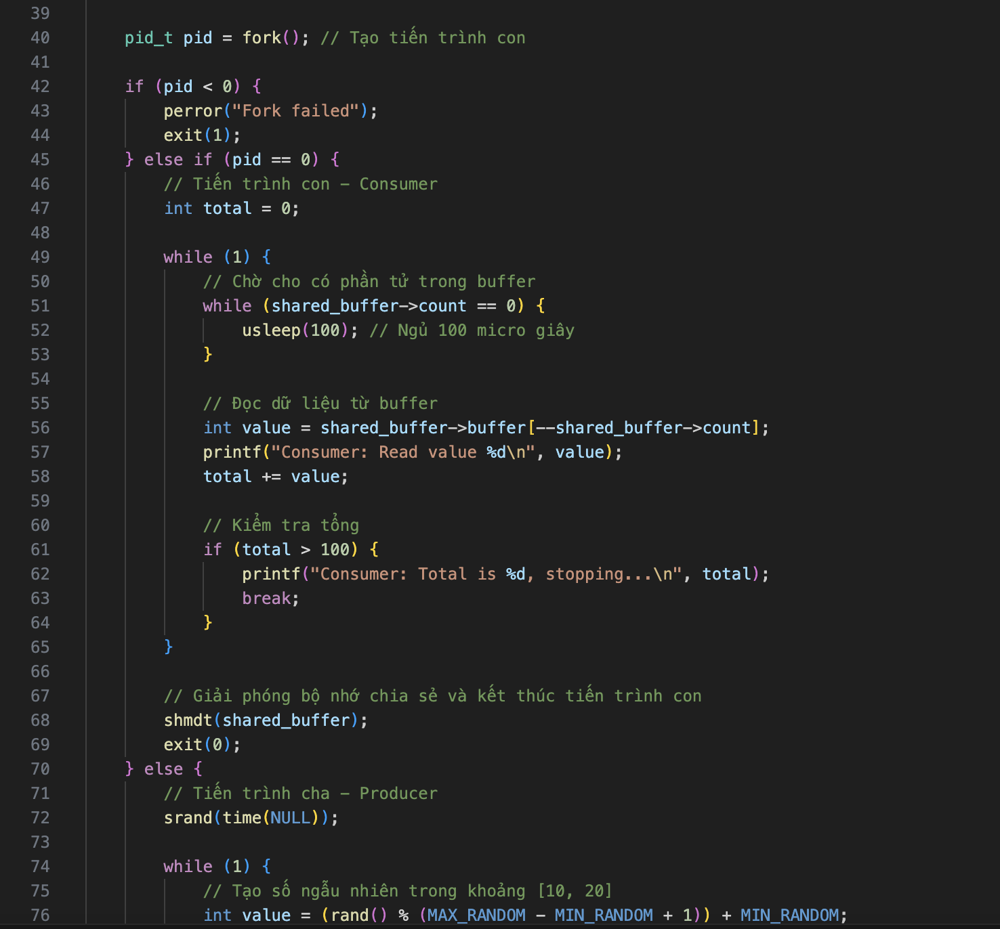 39
40 pid_t pid = fork(); // Tạo tiến trình con
41
42 if (pid < 0) {
43 perror("Fork failed");
44 exit(1);
45 } else if (pid == 0) {
46 // Tiến trình con - Consumer
47 int total = 0;
48
49 while (1) {
50 // Chờ cho có phần tử trong buffer
51 while (shared_buffer->count == 0) {
52 usleep(100); // Ngủ 100 micro giây
53 }
54
55 // Đọc dữ liệu từ buffer
56 int value = shared_buffer->buffer[--shared_buffer->count];
57 printf("Consumer: Read value %d\n", value);
58 total += value;
59
60 // Kiểm tra tổng
61 if (total > 100) {
62 printf("Consumer: Total is %d, stopping...\n", total);
63 break;
64 }
65 }
66
67 // Giải phóng bộ nhớ chia sẻ và kết thúc tiến trình con
68 shmdt(shared_buffer);
69 exit(0);
70 } else {
71 // Tiến trình cha - Producer
72 srand(time(NULL));
73
74 while (1) {
75 // Tạo số ngẫu nhiên trong khoảng [10, 20]
76 int value = (rand() % (MAX_RANDOM - MIN_RANDOM + 1)) + MIN_RANDOM;